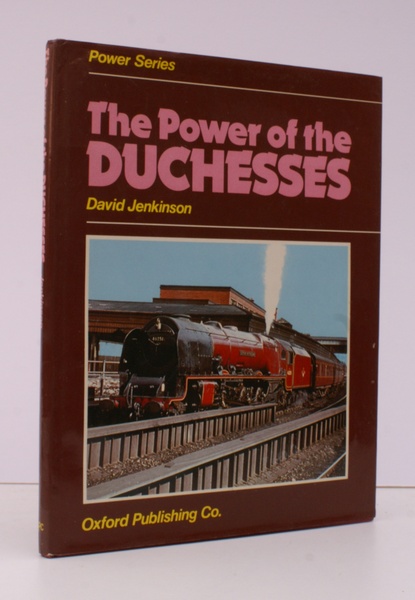 Power Series
The Power of the
DUCHESSES
David Jenkinson
Oxford Publishing Co.